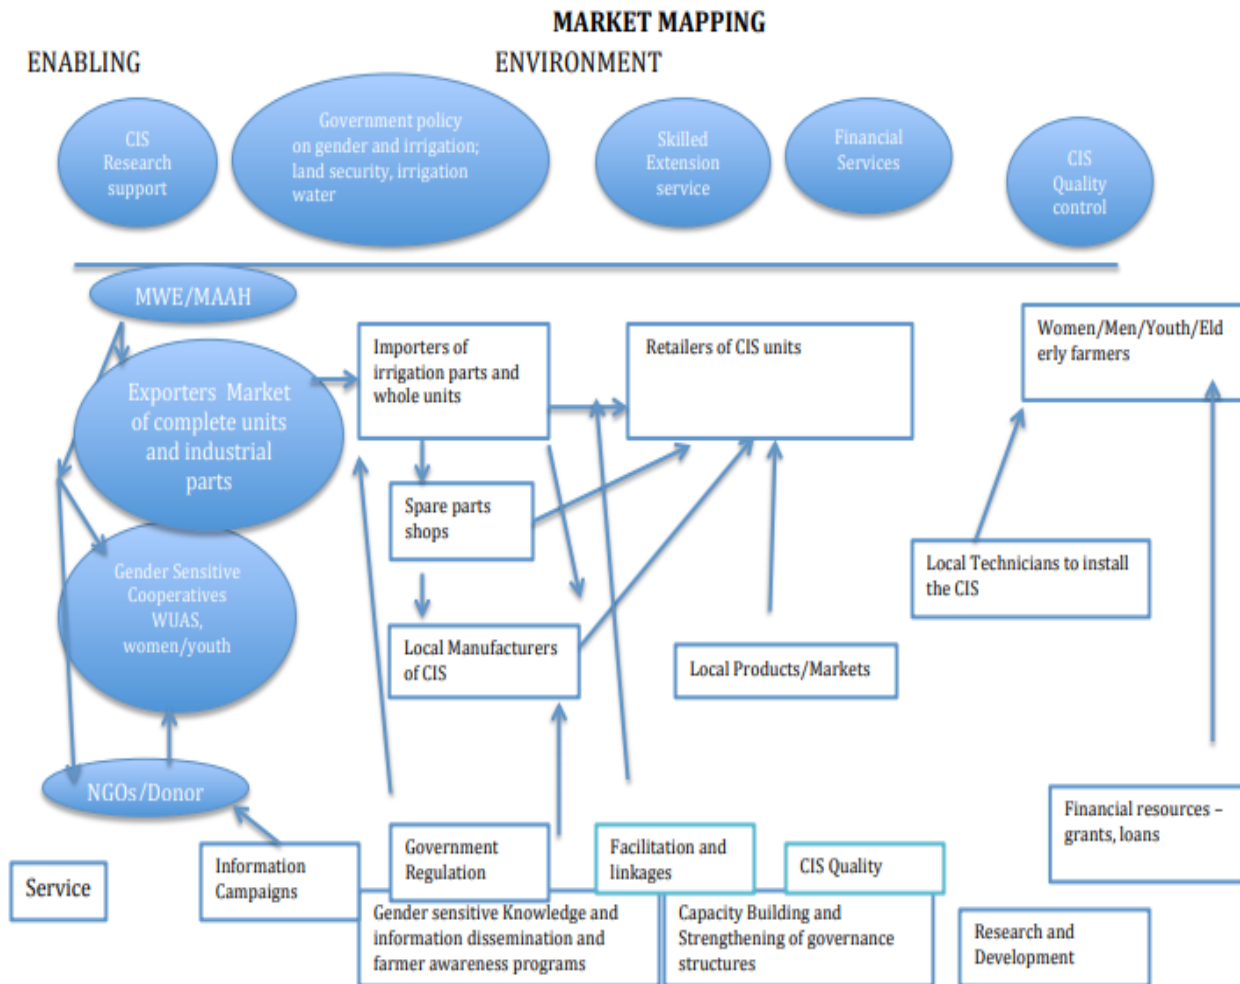 MARKET MAPPING
ENABLING
ENVIRONMENT
CIS
Research
support
Government policy
on gender and irrigation;
land security, irrigation
water
Skilled
Extension
service
Financial
Services
CIS
Quality
control
MWE/MAAH
Exporters Market
of complete units
and industrial
parts
Importers of
irrigation parts and
whole units
Retailers of CIS units
Women/Men/Youth/Eld
erly farmers
Spare parts
shops
Gender Sensitive
Cooperatives
WUAS,
women/youth
Local Technicians to install
the CIS
Local Manufacturers
of CIS
Local Products/Markets
NGOs/Donor
Financial resources –
grants, loans
Service
Information
Campaigns
Government
Regulation
Facilitation and
linkages
CIS Quality
Gender sensitive Knowledge and
information dissemination and
farmer awareness programs
Capacity Building and
Strengthening of governance
structures
Research and
Development